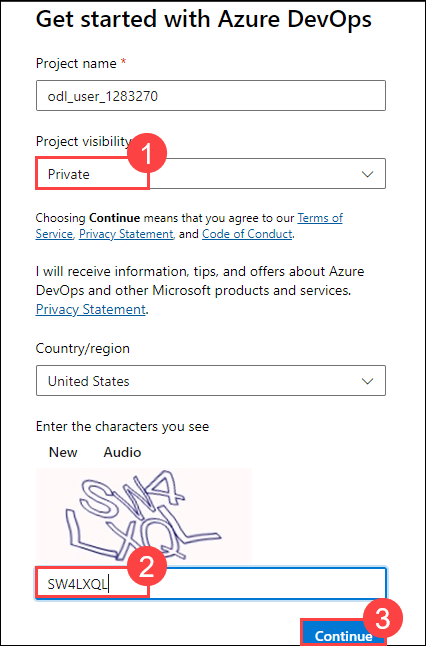 Get started with Azure DevOps
Project name *
odl_user_1283270
Project visibility
1
Private
Choosing Continue means that you agree to our Terms of
Service, Privacy Statement, and Code of Conduct.
I will receive information, tips, and offers about Azure
DevOps and other Microsoft products and services.
Privacy Statement.
Country/region
United States
Enter the characters you see
New Audio
SW4
LXQL
2
SW4LXQL
3
Continue